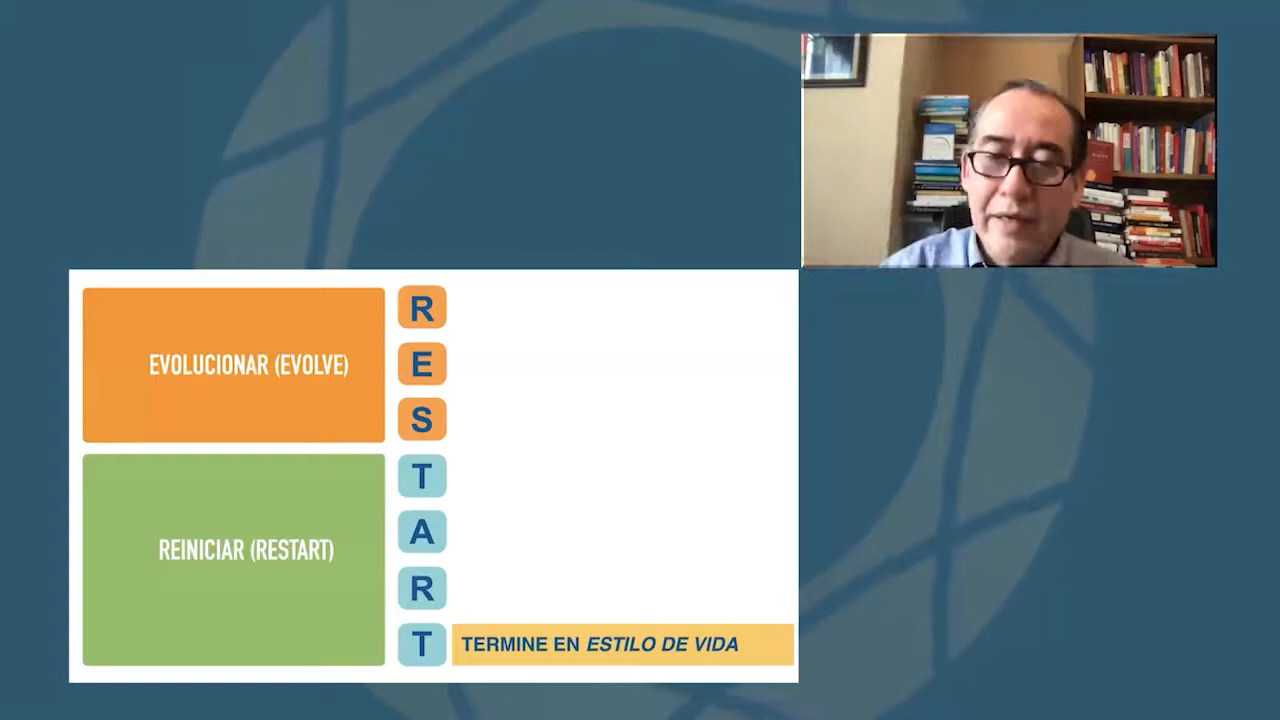 EVOLUCIONAR (EVOLVE)
REINICIAR (RESTART)
R
E
S
T
A
R
T TERMINE EN ESTILO DE VIDA